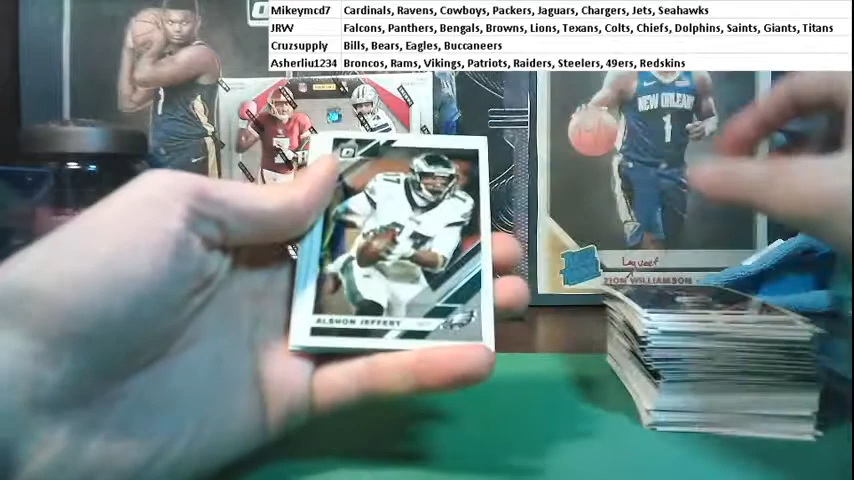 Mikeymcd7 Cardinals, Ravens, Cowboys, Packers, Jaguars, Chargers, Jets, Seahawks
JRW Falcons, Panthers, Bengals, Browns, Lions, Texans, Colts, Chiefs, Dolphins, Saints, Giants, Titans
Cruzsupply Bills, Bears, Eagles, Buccaneers
Asherliu1234 Broncos, Rams, Vikings, Patriots, Raiders, Steelers, 49ers, Redskins
NEW ORLEANS
1
17
ALSHON JEFFERY
ZION WILLIAMSON